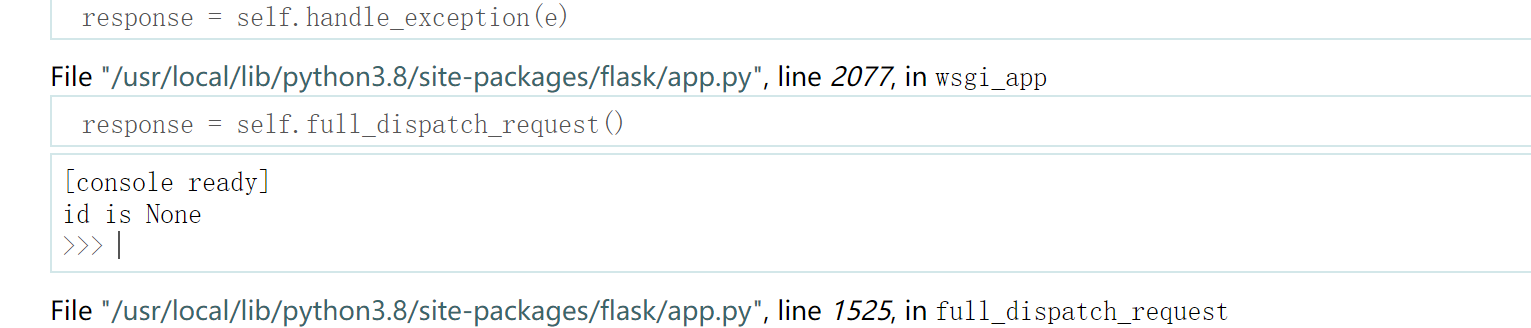 response = self.handle_exception(e)
File "/usr/local/lib/python3.8/site-packages/flask/app.py", line 2077, in wsgi_app
response = self.full_dispatch_request()
[console ready]
id is None
>>>
File "/usr/local/lib/python3.8/site-packages/flask/app.py", line 1525, in full_dispatch_request